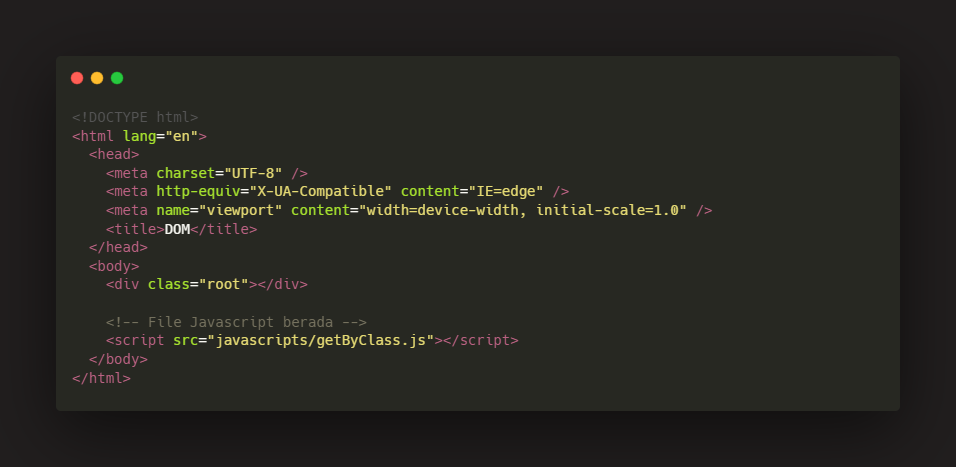 <!DOCTYPE html>
<html lang="en">
  <head>
    <meta charset="UTF-8" />
    <meta http-equiv="X-UA-Compatible" content="IE=edge" />
    <meta name="viewport" content="width=device-width, initial-scale=1.0" />
    <title>DOM</title>
  </head>
  <body>
    <div class="root"></div>

    <!-- File Javascript berada -->
    <script src="javascripts/getByClass.js"></script>
  </body>
</html>